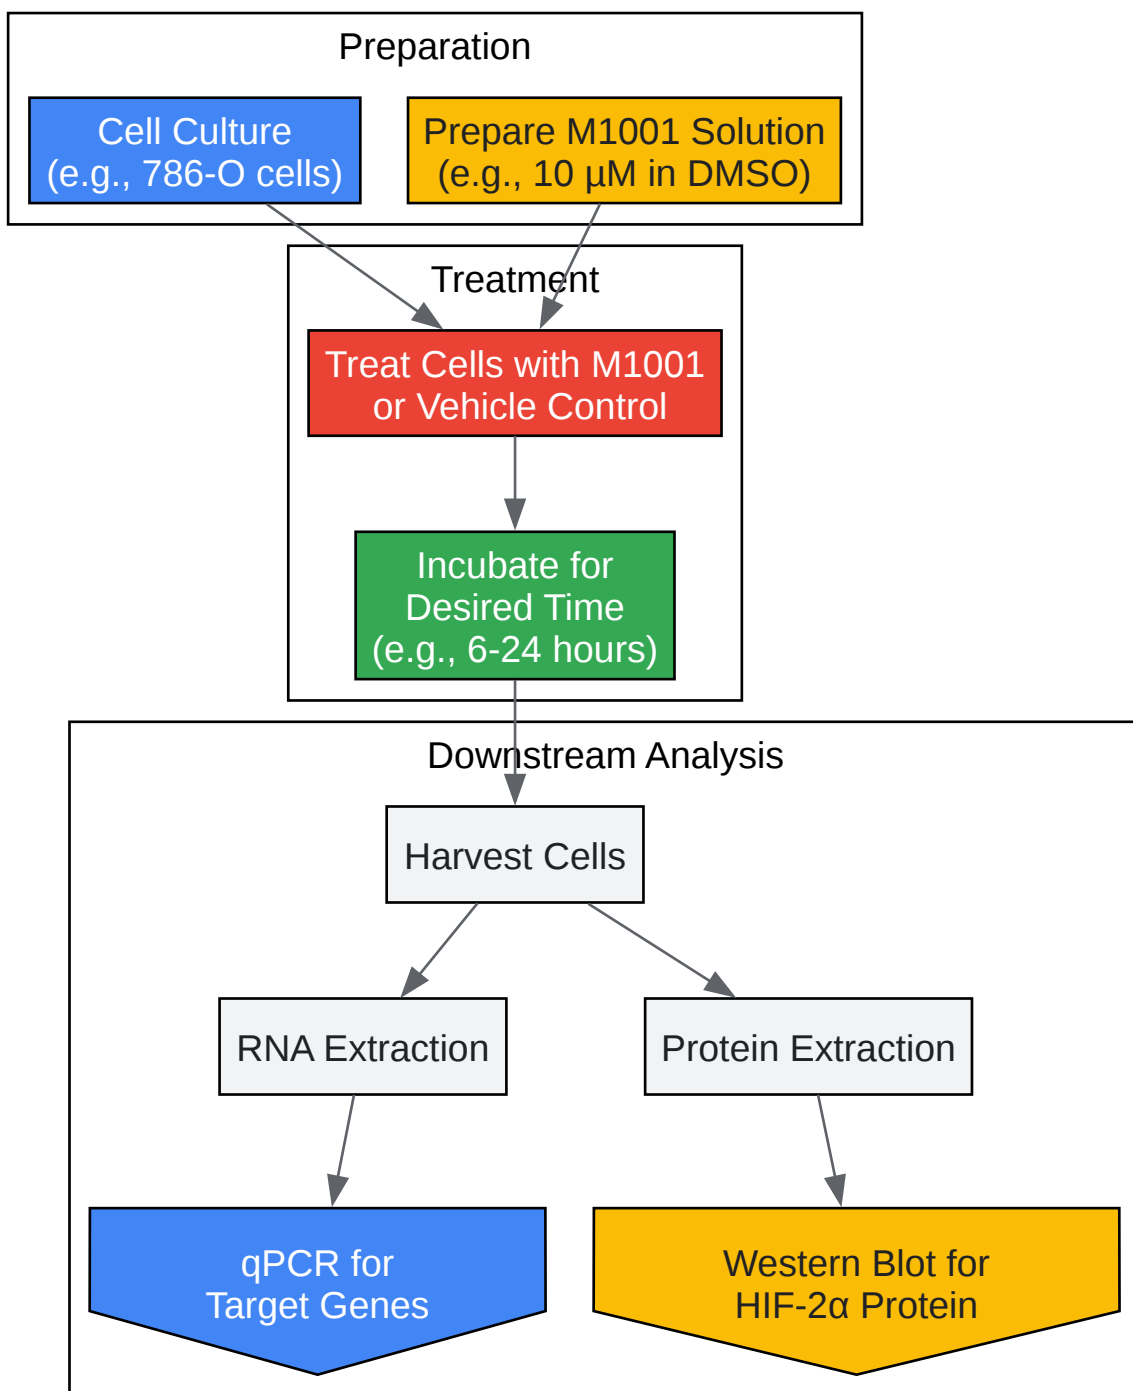 Preparation
Cell Culture
(e.g., 786-O cells)
Prepare M1001 Solution
(e.g., 10 µM in DMSO)
Treatment
Treat Cells with M1001
or Vehicle Control
Incubate for
Desired Time
(e.g., 6-24 hours)
Downstream Analysis
Harvest Cells
RNA Extraction
Protein Extraction
qPCR for
Target Genes
Western Blot for
HIF-2α Protein